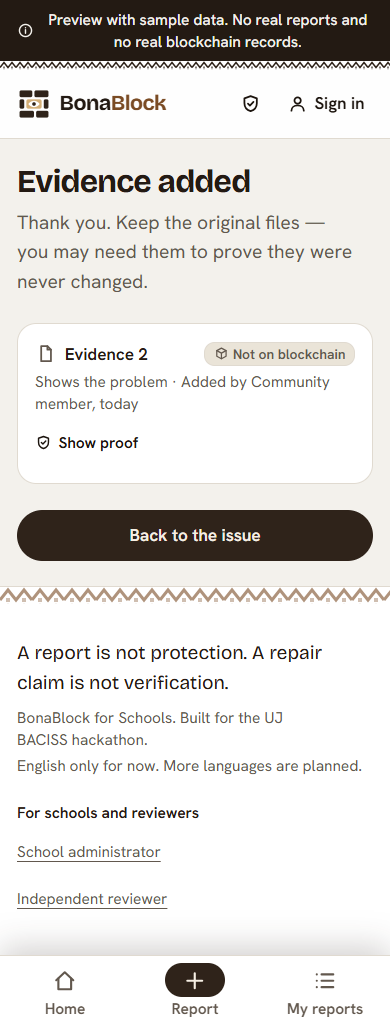 Preview with sample data. No real reports and
no real blockchain records.
BonaBlock
Sign in
Evidence added
Thank you. Keep the original files —
you may need them to prove they were
never changed.
Evidence 2
Not on blockchain
Shows the problem · Added by Community
member, today
Show proof
Back to the issue
A report is not protection. A repair
claim is not verification.
BonaBlock for Schools. Built for the UJ
BACISS hackathon.
English only for now. More languages are planned.
For schools and reviewers
School administrator
Independent reviewer
Home
Report
My reports